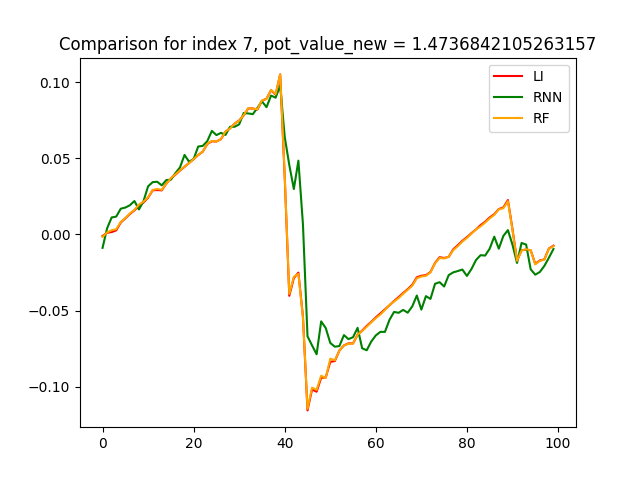 Comparison for index 7, pot_value_new = 1.4736842105263157
LI
RNN
RF
0.10
0.05
0.00
−0.05
−0.10
0 20 40 60 80 100